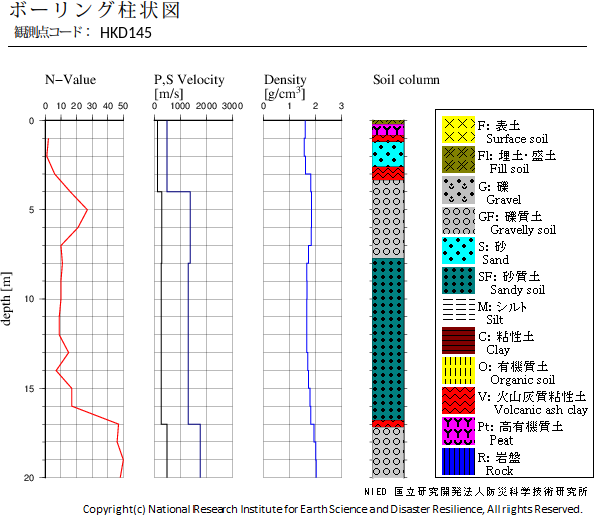 ボーリング柱状図
観測点コード： HKD145
N−Value
P,S Velocity
[m/s]
Density
[g/cm3]
Soil column
0 10 20 30 40 50
0 1000 2000 3000
0 1 2 3
0
5
10
15
20
depth [m]
F: 表土
Surface soil
Fl: 埋土・盛土
Fill soil
G: 礫
Gravel
GF: 礫質土
Gravelly soil
S: 砂
Sand
SF: 砂質土
Sandy soil
M: シルト
Silt
C: 粘性土
Clay
O: 有機質土
Organic soil
V: 火山灰質粘性土
Volcanic ash clay
Pt: 高有機質土
Peat
R: 岩盤
Rock
NIED 国立研究開発法人防災科学技術研究所
Copyright(c) National Research Institute for Earth Science and Disaster Resilience, All rights Reserved.